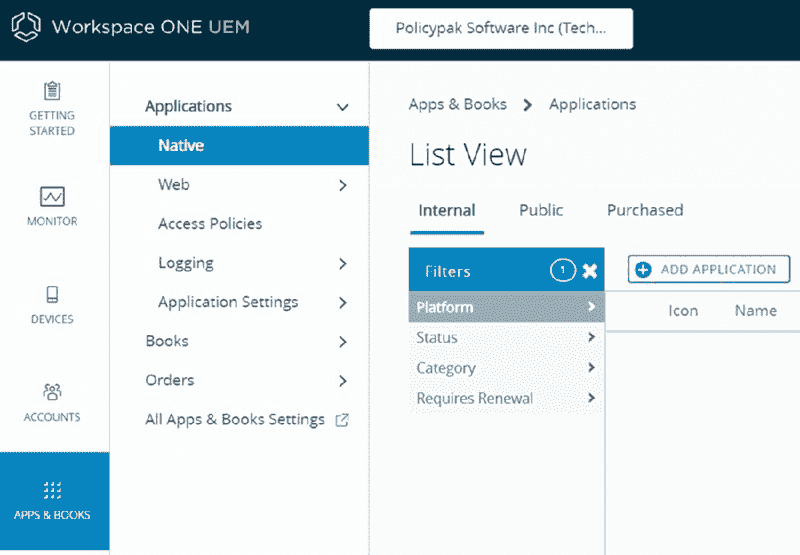 Workspace ONE UEM
Policypak Software Inc (Tech...
GETTING
STARTED
MONITOR
DEVICES
ACCOUNTS
APPS & BOOKS
Applications
Native
Web
Access Policies
Logging
Application Settings
Books
Orders
All Apps & Books Settings
Apps & Books > Applications
List View
Internal Public Purchased
Filters 1
Platform
Status
Category
Requires Renewal
ADD APPLICATION
Icon Name